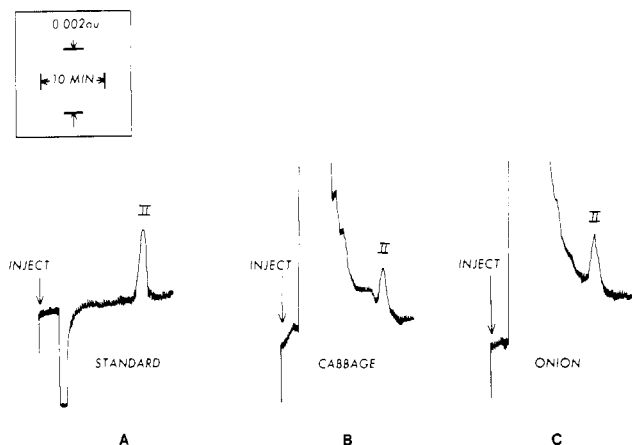 0.002au
10 MIN
II
INJECT
STANDARD
II
INJECT
CABBAGE
II
INJECT
ONION
A
B
C